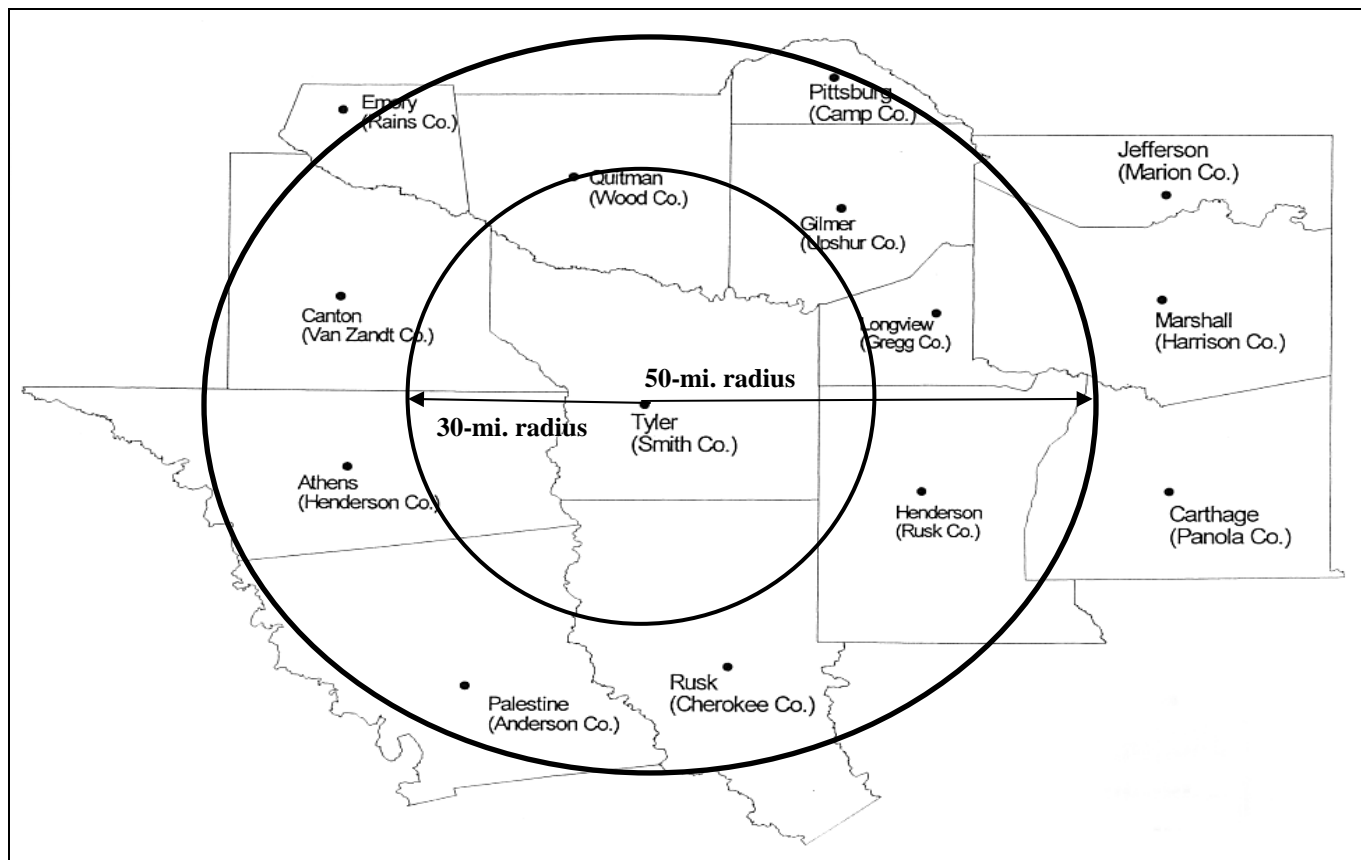 Emory
(Rains Co.)
Pittsburg
(Camp Co.)
Jefferson
(Marion Co.)
Quitman
(Wood Co.)
Gilmer
(Upshur Co.)
Canton
(Van Zandt Co.)
Longview
(Gregg Co.)
Marshall
(Harrison Co.)
50-mi. radius
30-mi. radius
Tyler
(Smith Co.)
Athens
(Henderson Co.)
Henderson
(Rusk Co.)
Carthage
(Panola Co.)
Palestine
(Anderson Co.)
Rusk
(Cherokee Co.)